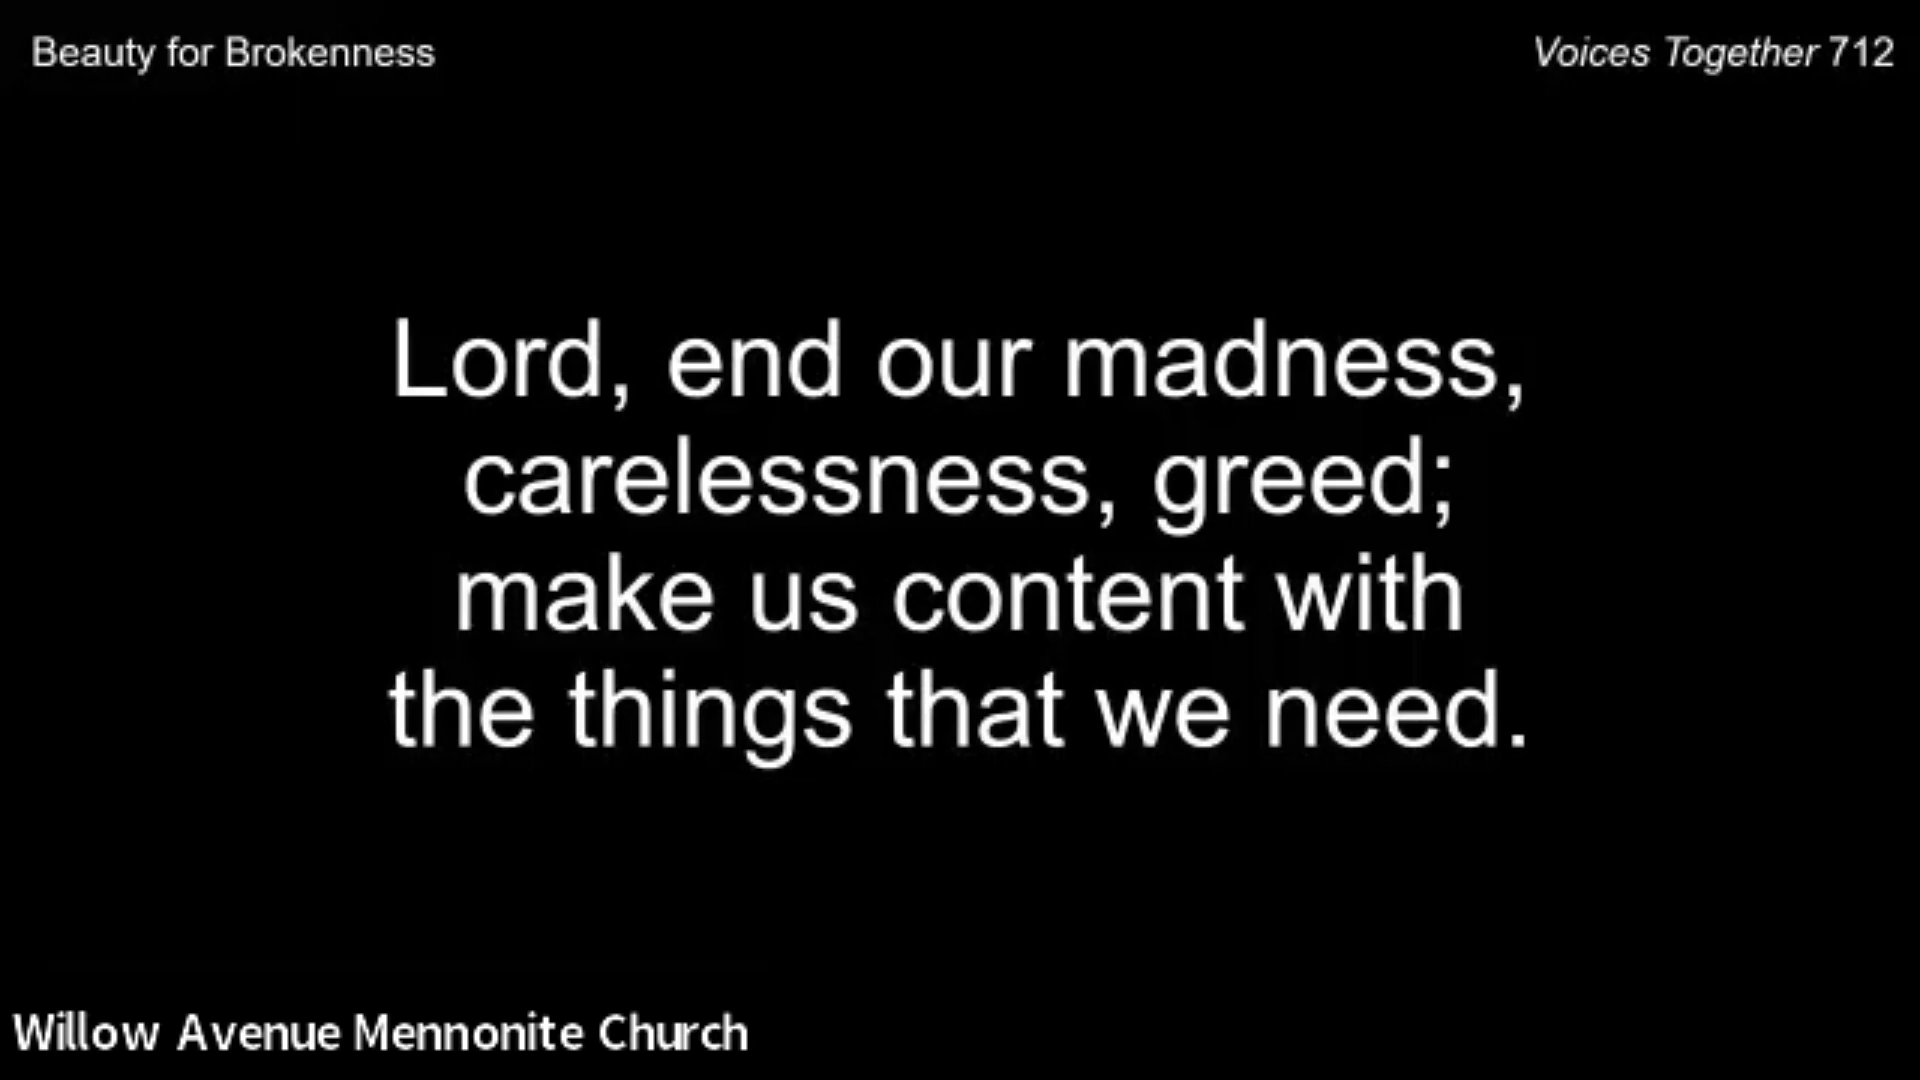 Beauty for Brokenness
Voices Together 712
Lord, end our madness,
carelessness, greed;
make us content with
the things that we need.
Willow Avenue Mennonite Church